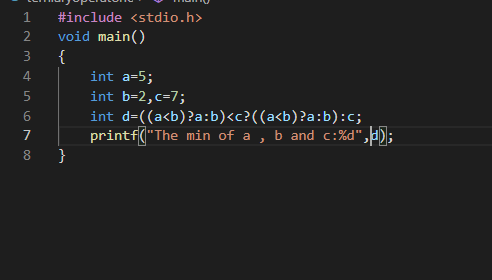 main()
1 #include <stdio.h>
2 void main()
3 {
4 int a=5;
5 int b=2,c=7;
6 int d=((a<b)?a:b)<c?((a<b)?a:b):c;
7 printf("The min of a , b and c:%d",d);
8 }